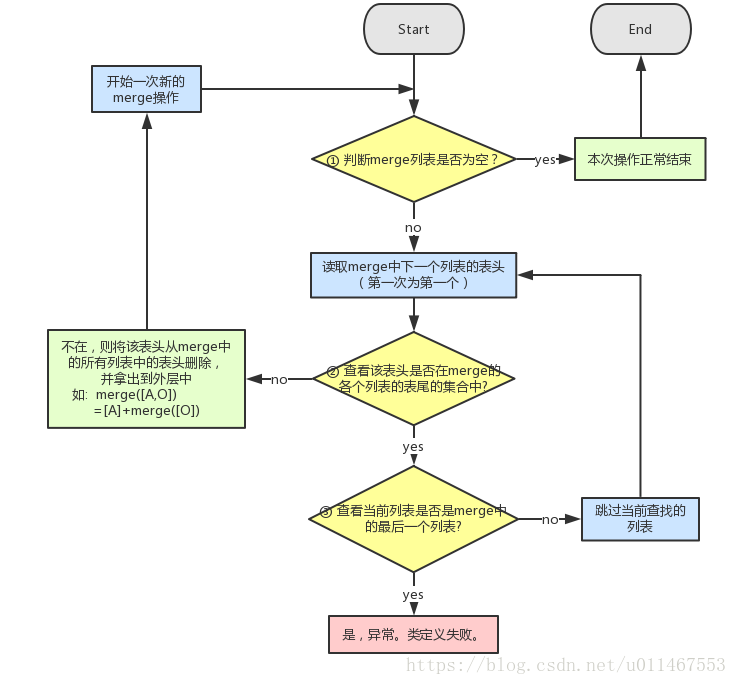 Start
End
开始一次新的
merge操作
① 判断merge列表是否为空？
yes
本次操作正常结束
no
读取merge中下一个列表的表头
（第一次为第一个）
不在，则将该表头从merge中
的所有列表中的表头删除，
并拿出到外层中
如: merge([A,O])
=[A]+merge([O])
no
② 查看该表头是否在merge的
各个列表的表尾的集合中?
yes
③ 查看当前列表是否是merge中
的最后一个列表?
no
跳过当前查找的
列表
yes
是，异常。类定义失败。
https://blog.csdn.net/u011467553